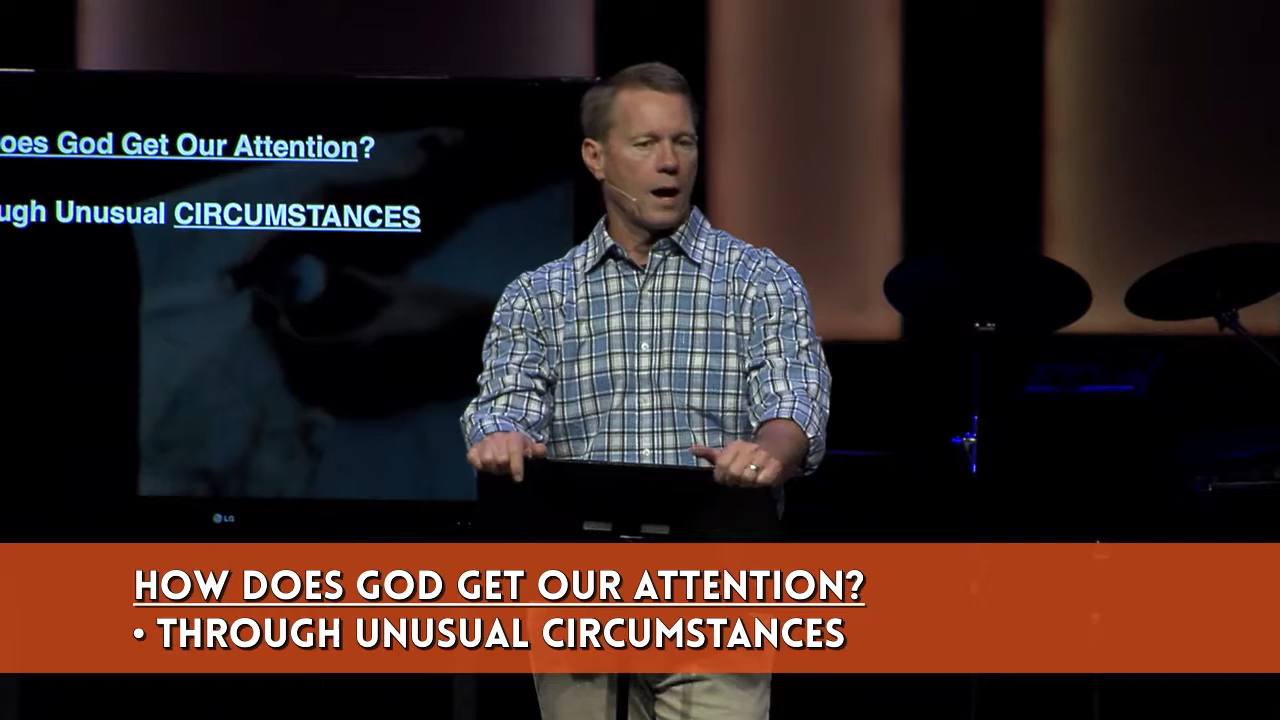 oes God Get Our Attention?
ugh Unusual CIRCUMSTANCES
LG
HOW DOES GOD GET OUR ATTENTION?
• THROUGH UNUSUAL CIRCUMSTANCES